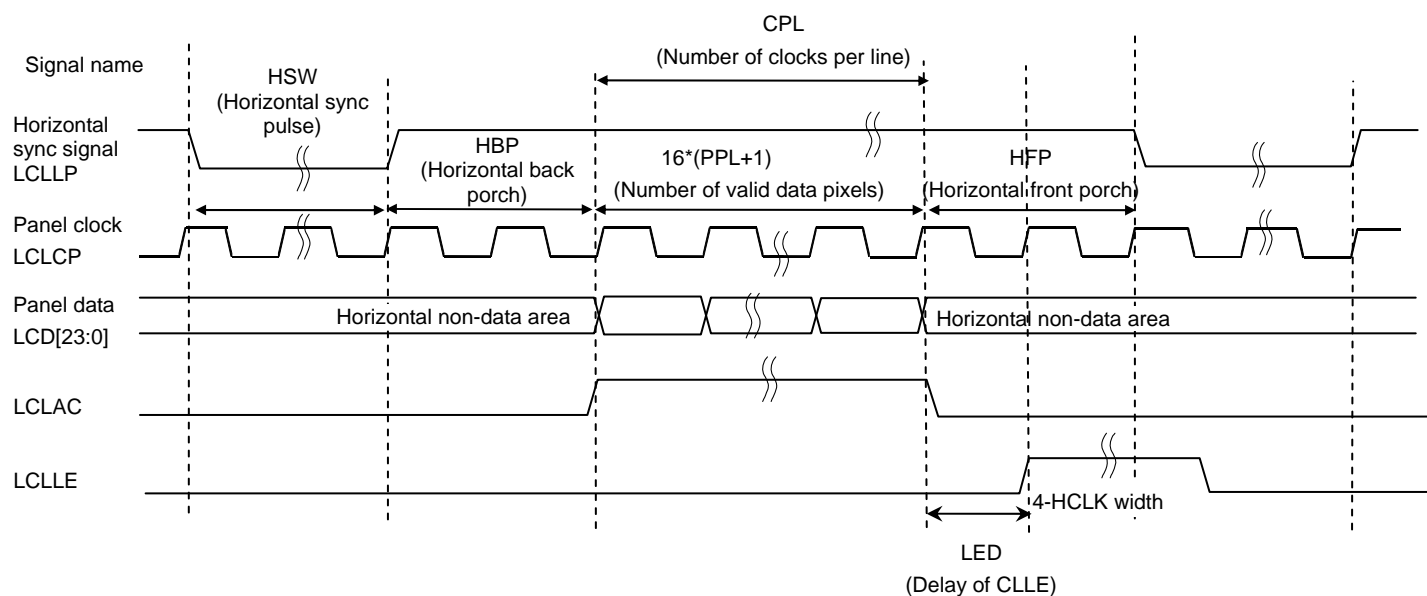 CPL
(Number of clocks per line)
Signal name
HSW
(Horizontal sync
pulse)
Horizontal
sync signal
LCLLP
HBP
(Horizontal back
porch)
16*(PPL+1)
(Number of valid data pixels)
HFP
(Horizontal front porch)
Panel clock
LCLCP
Panel data
LCD[23:0]
Horizontal non-data area
Horizontal non-data area
LCLAC
LCLLE
4-HCLK width
LED
(Delay of CLLE)